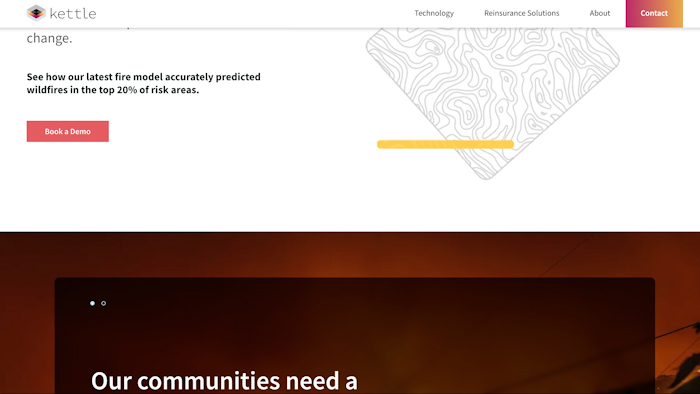 kettle
Technology
Reinsurance Solutions
About
Contact
change.
See how our latest fire model accurately predicted
wildfires in the top 20% of risk areas.
Book a Demo
Our communities need a